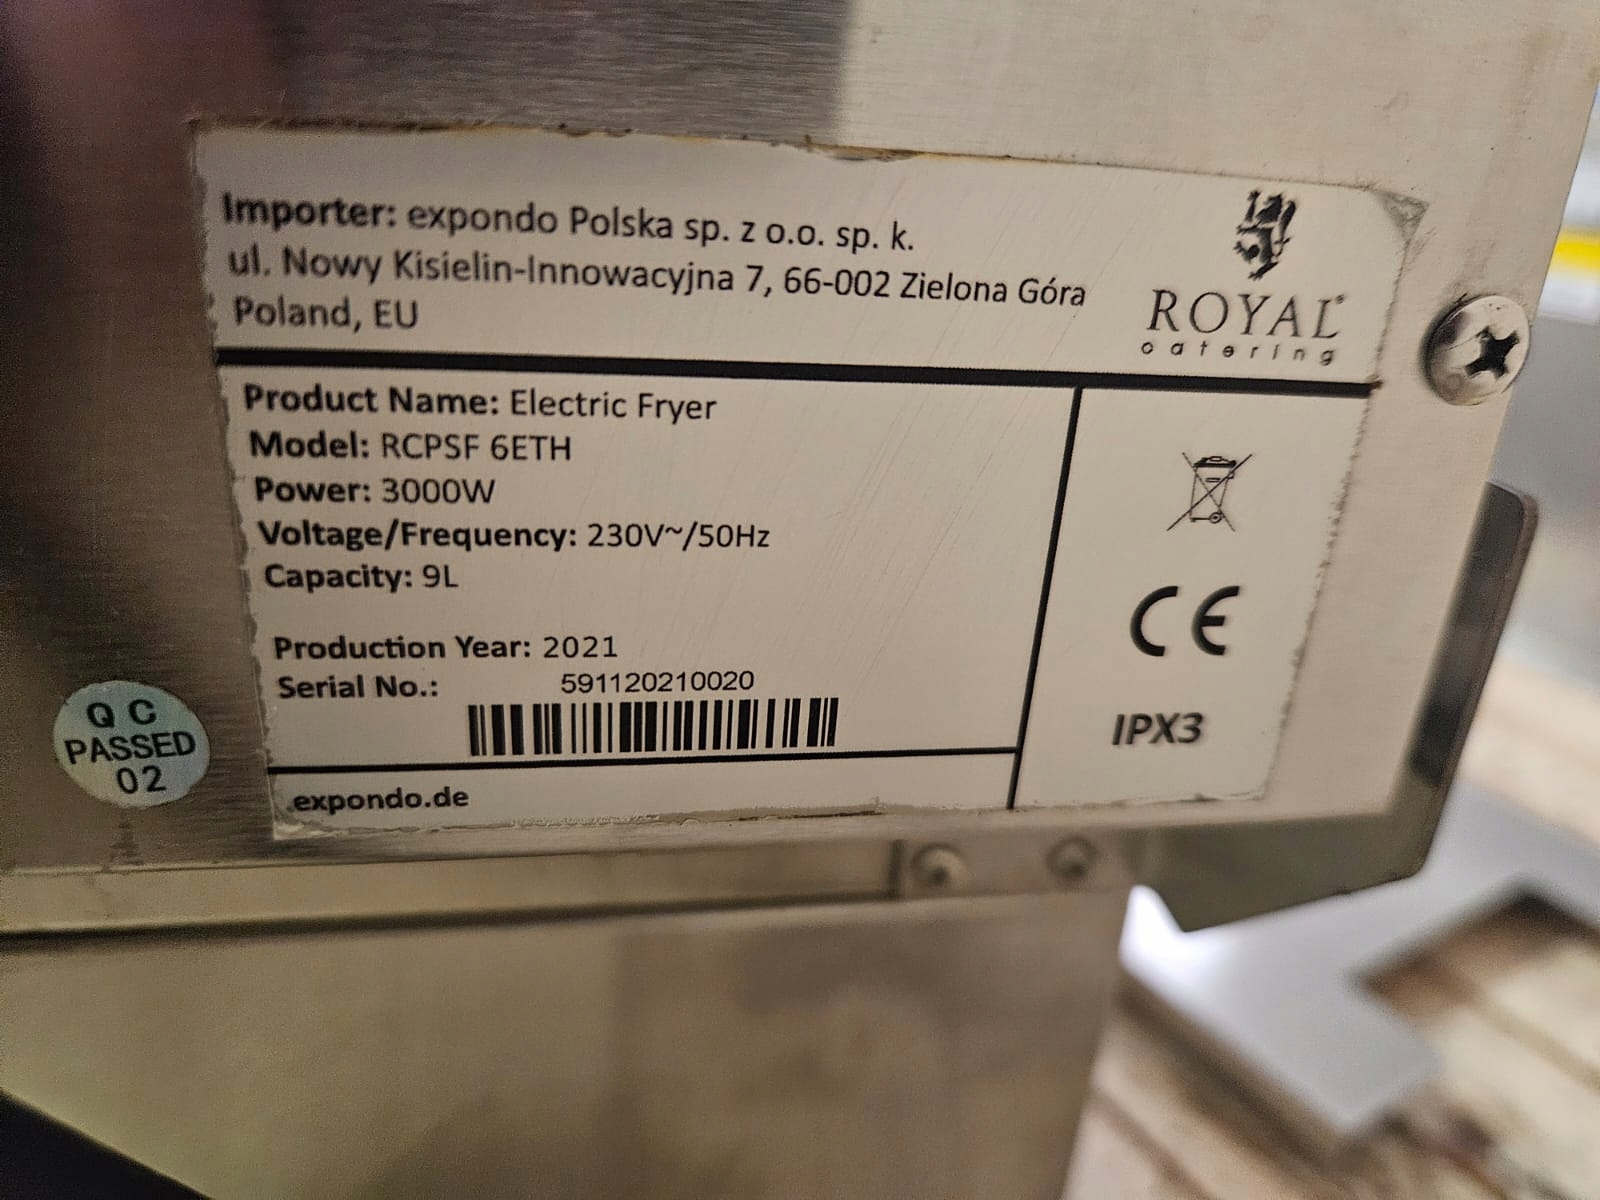 Importer: expondo Polska sp. z o.o. sp. k.
ul. Nowy Kisielin-Innowacyjna 7, 66-002 Zielona Góra
Poland, EU
ROYAL®
catering
Product Name: Electric Fryer
Model: RCPSF 6ETH
Power: 3000W
Voltage/Frequency: 230V~/50Hz
Capacity: 9L
Production Year: 2021
Serial No.: 591120210020
expondo.de
CE
IPX3
QC
PASSED
02